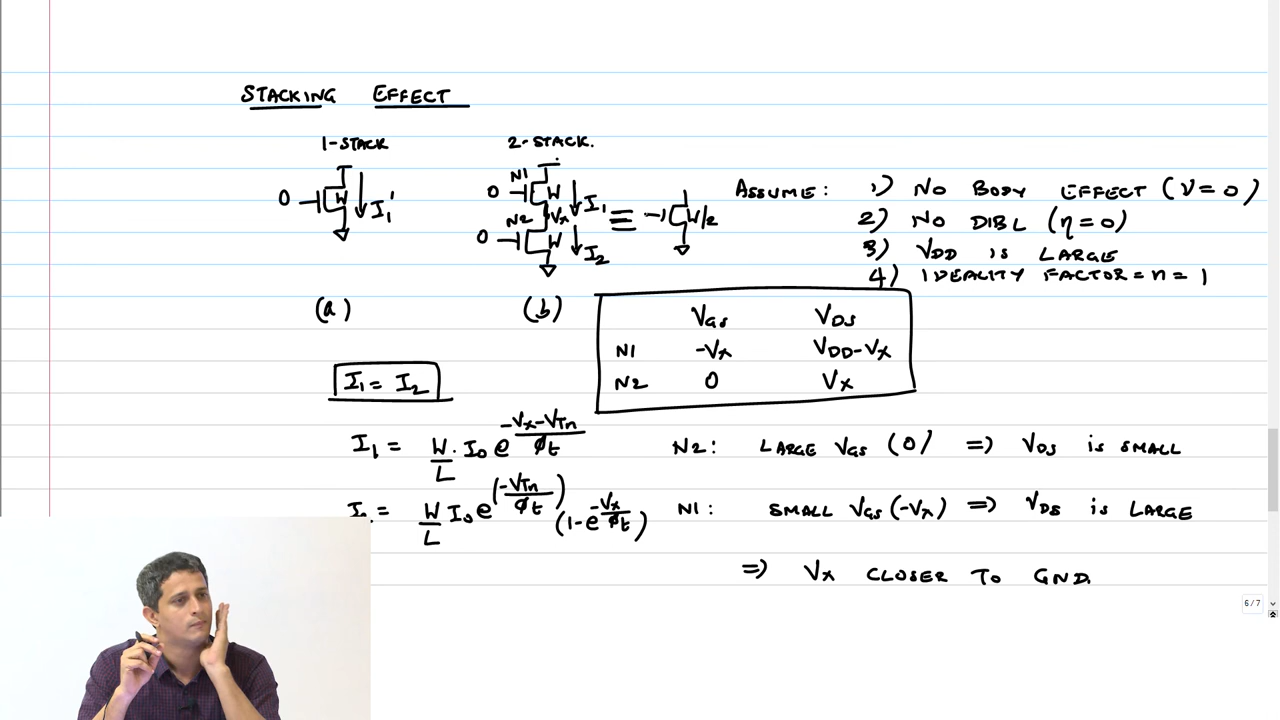 STACKING EFFECT
1-STACK
2-STACK.
0 W I₁'
N1 0 W I₁
N2 Vx
0 W I₂
≡ W/2
(a)
(b)
ASSUME: 1) NO BODY EFFECT (γ=0)
2) NO DIBL (η=0)
3) VDD IS LARGE
4) IDEALITY FACTOR = n = 1
VGS VDS
N1 -Vx VDD-Vx
N2 0 Vx
I₁ = I₂
I₁ = W/L · I₀ e^((-Vx-VTn)/ϕt)
N2: LARGE VGS (0) => VDS is SMALL
= W/L I₀ e^(-VTn/ϕt) (1-e^(-Vx/ϕt))
N1: SMALL VGS (-Vx) => VDS is LARGE
=> Vx CLOSER TO GND.
6/7